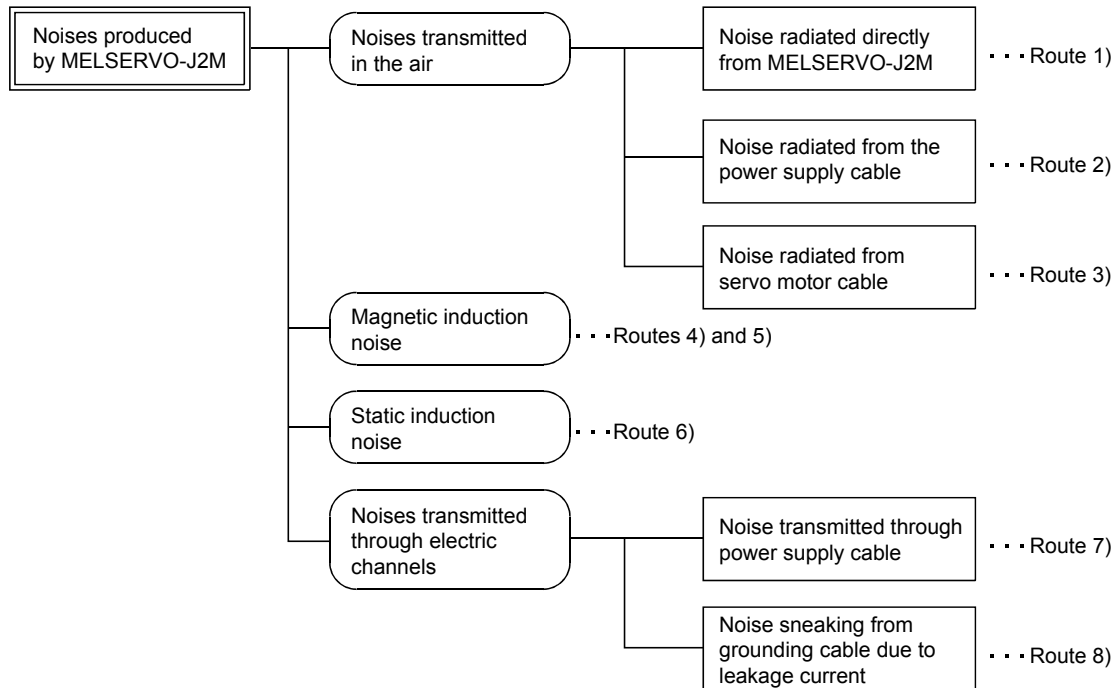 Noises produced
by MELSERVO-J2M
Noises transmitted
in the air
Noise radiated directly
from MELSERVO-J2M
· · · Route 1)
Noise radiated from the
power supply cable
· · · Route 2)
Noise radiated from
servo motor cable
· · · Route 3)
Magnetic induction
noise
· · · Routes 4) and 5)
Static induction
noise
· · · Route 6)
Noises transmitted
through electric
channels
Noise transmitted through
power supply cable
· · · Route 7)
Noise sneaking from
grounding cable due to
leakage current
· · · Route 8)